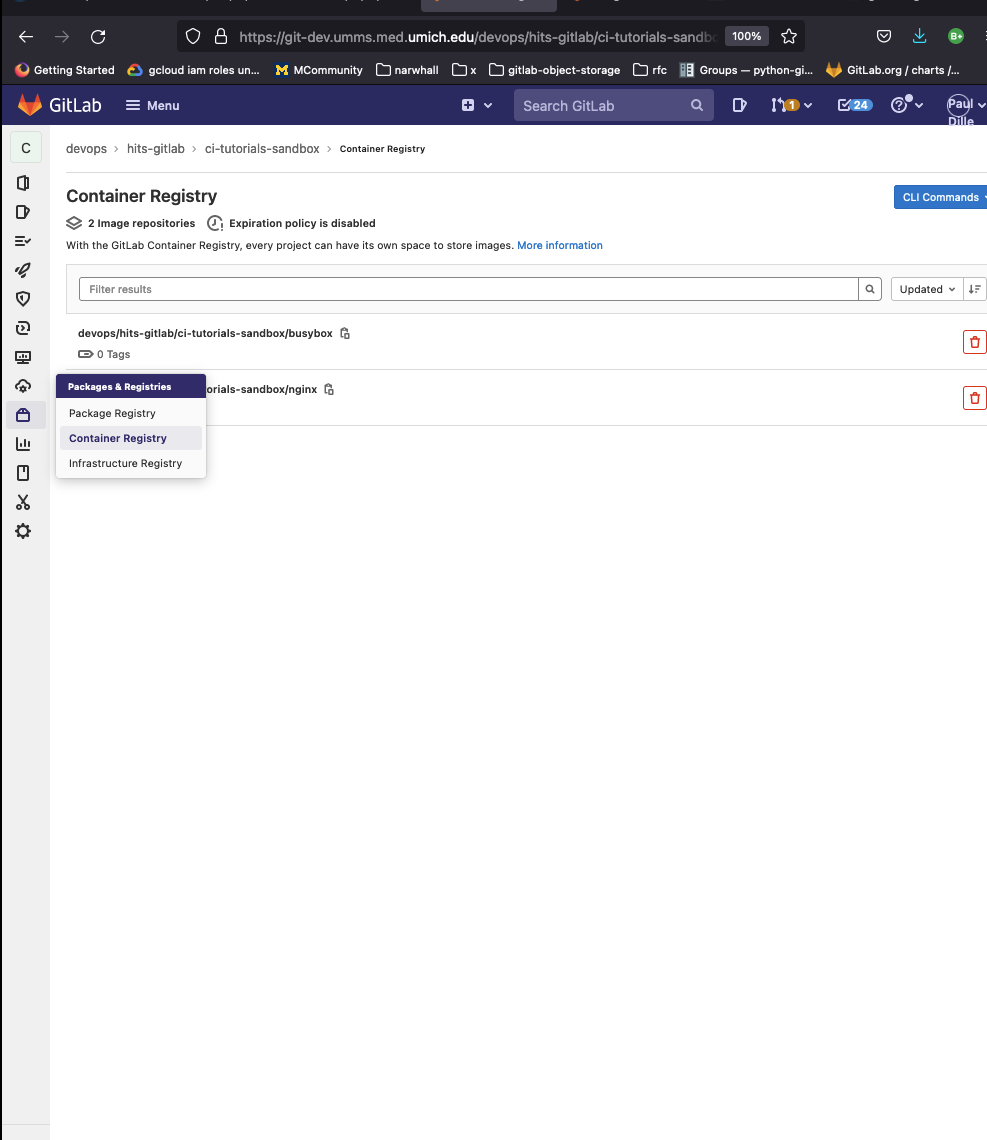 https://git-dev.umms.med.umich.edu/devops/hits-gitlab/ci-tutorials-sandbo 100%
Getting Started gcloud iam roles un... MCommunity narwhall x gitlab-object-storage rfc Groups — python-gi... GitLab.org / charts /...
GitLab Menu Search GitLab 1 24 Paul Dille
C
devops › hits-gitlab › ci-tutorials-sandbox › Container Registry
Container Registry
CLI Commands
2 Image repositories Expiration policy is disabled
With the GitLab Container Registry, every project can have its own space to store images. More information
Filter results Updated
devops/hits-gitlab/ci-tutorials-sandbox/busybox
0 Tags
Packages & Registries
orials-sandbox/nginx
Package Registry
Container Registry
Infrastructure Registry